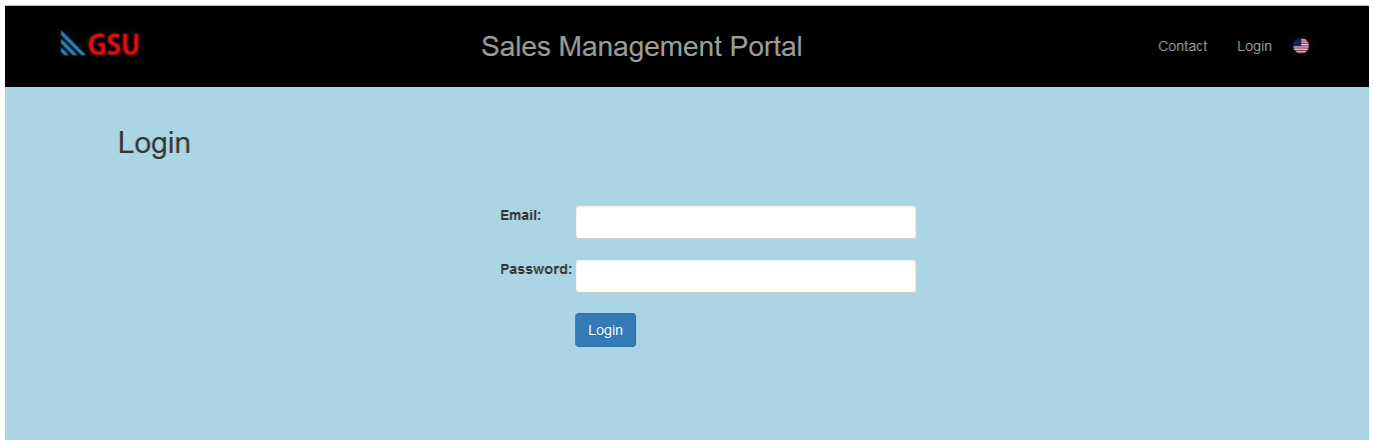 GSU
Sales Management Portal
Contact
Login
Login
Email:
Password:
Login